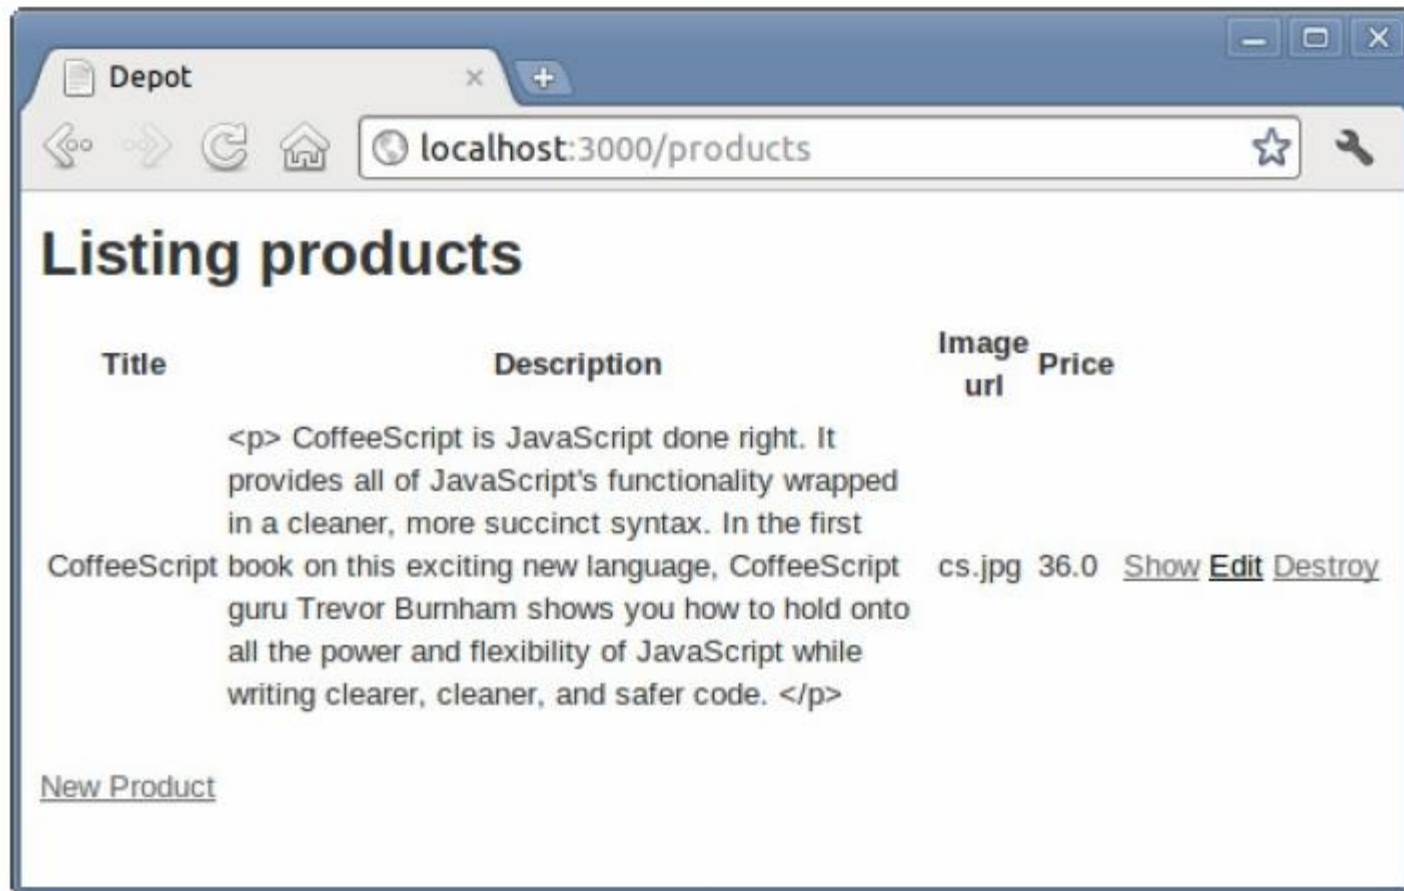 Depot
localhost:3000/products
Listing products
Title Description Image url Price
<p> CoffeeScript is JavaScript done right. It
provides all of JavaScript's functionality wrapped
in a cleaner, more succinct syntax. In the first
CoffeeScript book on this exciting new language, CoffeeScript cs.jpg 36.0 Show Edit Destroy
guru Trevor Burnham shows you how to hold onto
all the power and flexibility of JavaScript while
writing clearer, cleaner, and safer code. </p>
New Product